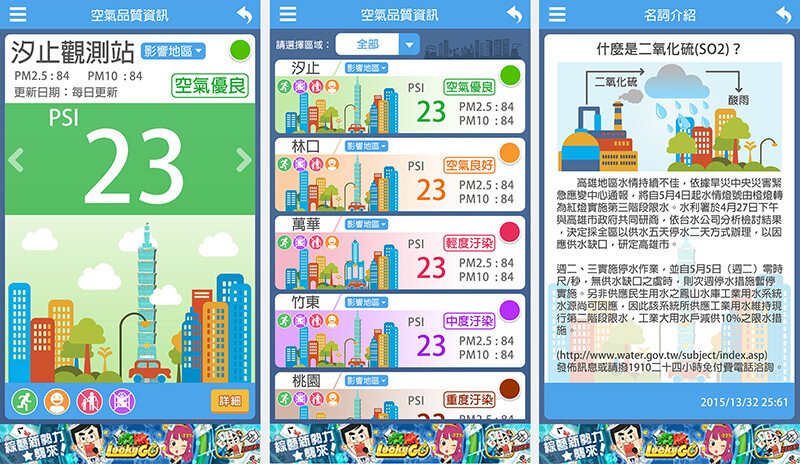 空氣品質資訊
汐止觀測站 影響地區
PM2.5：84 PM10：84
更新日期：每日更新
空氣優良
PSI
23
詳細
綜藝新勢力
★襲來！
LuckyGO
空氣品質資訊
請選擇區域： 全部
汐止 影響地區
PSI 空氣優良
23 PM2.5：84
PM10：84
林口 影響地區
PSI 空氣良好
23 PM2.5：84
PM10：84
萬華 影響地區
PSI 輕度汙染
23 PM2.5：84
PM10：84
竹東 影響地區
PSI 中度汙染
23 PM2.5：84
PM10：84
桃園 影響地區
PSI 重度汙染
23 PM2.5：84
綜藝新勢力
★襲來！
LuckyGO
名詞介紹
什麼是二氧化硫(SO2)？
二氧化硫
酸雨
高雄地區水情持續不佳，依據旱災中央災害緊
急應變中心通報，將自5月4日起水情燈號由橙燈轉
為紅燈實施第三階段限水。水利署於4月27日下午
與高雄市政府共同研商，依台水公司分析檢討結果
，決定採全區以供水五天停水二天方式辦理，以因
應供水缺口，研定高雄市。
週二、三實施停水作業，並自5月5日（週二）零時
尺/秒，無供水缺口之虞時，則次週停水措施暫停
實施。另非供應民生用水之鳳山水庫工業用水系統
水源尚可因應，因此該系統所供應工業用水維持現
行第二階段限水，工業大用水戶減供10%之限水措
施。
(http://www.water.gov.tw/subject/index.asp)
發佈訊息或請撥1910二十四小時免付費電話洽詢。
2015/13/32 25:61
綜藝新勢力
★襲來！
LuckyGO